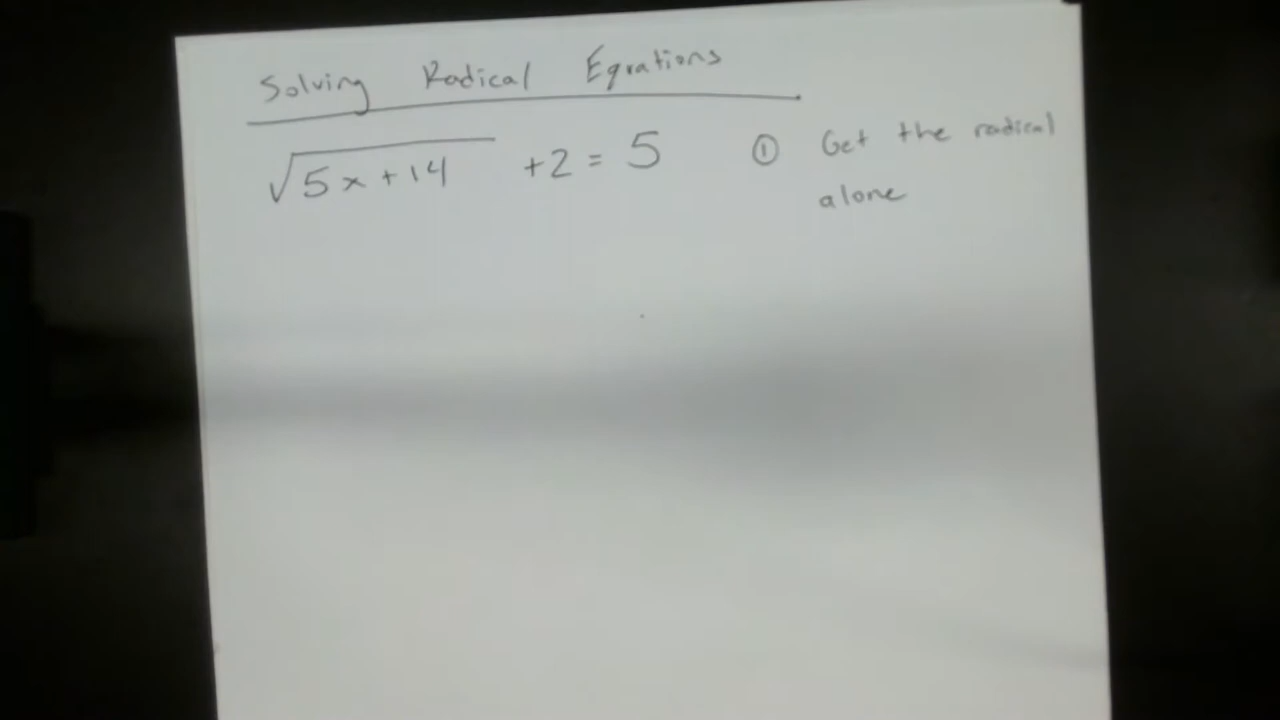 Solving Radical Equations
√5x+14 +2 = 5
① Get the radical
alone